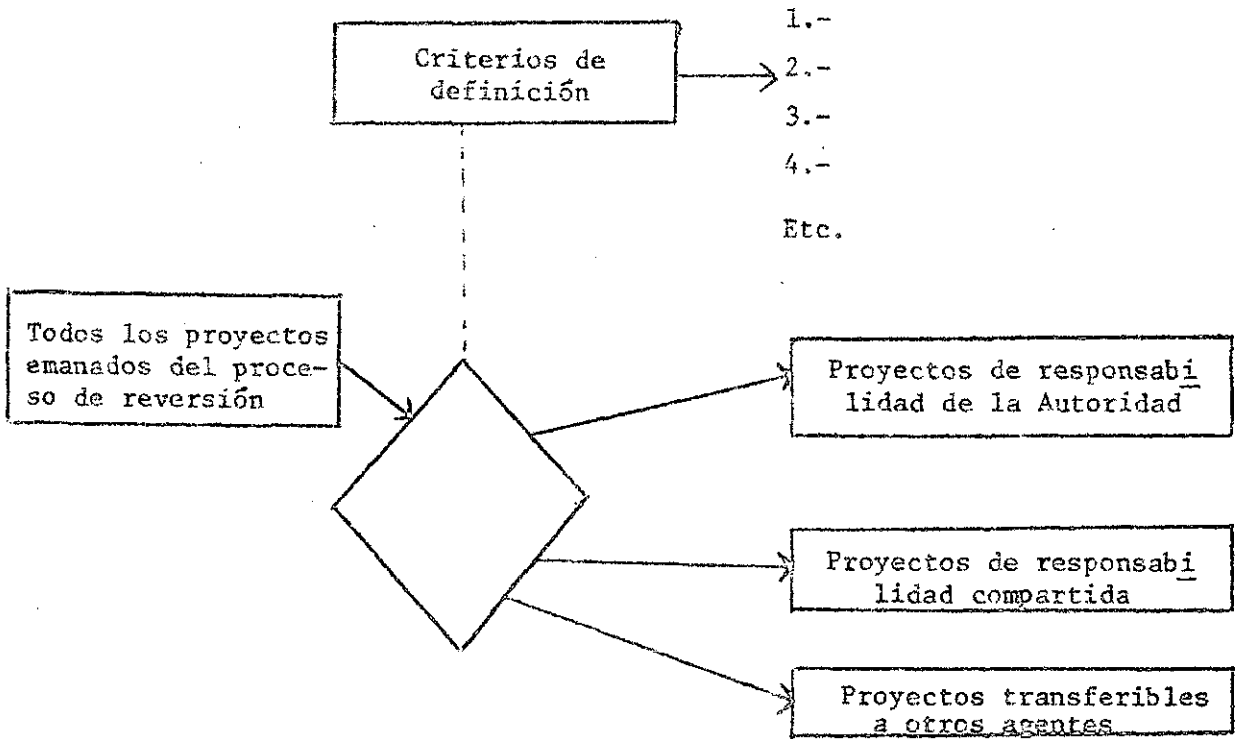 Criterios de
definición
1.-
2.-
3.-
4.-
Etc.
Todos los proyectos
emanados del proce-
so de reversión
Proyectos de responsabi
lidad de la Autoridad
Proyectos de responsabi
lidad compartida
Proyectos transferibles
a otros agentes